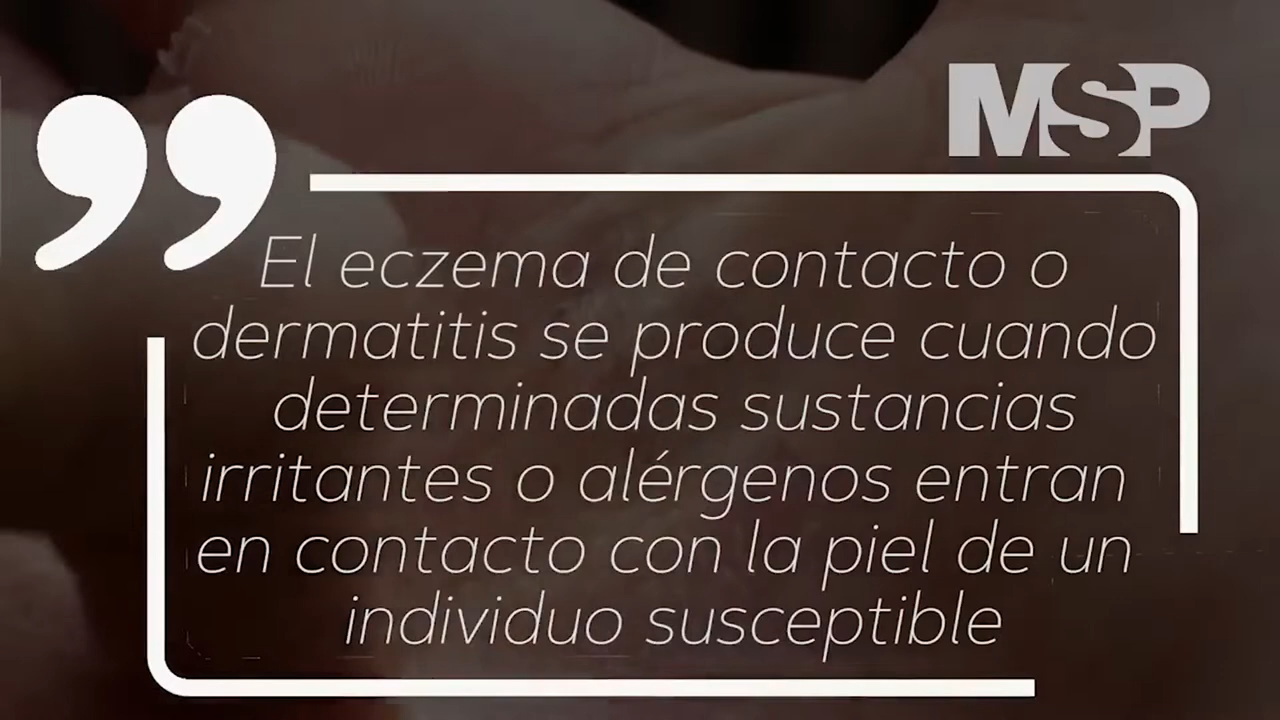 MSP
El eczema de contacto o
dermatitis se produce cuando
determinadas sustancias
irritantes o alérgenos entran
en contacto con la piel de un
individuo susceptible